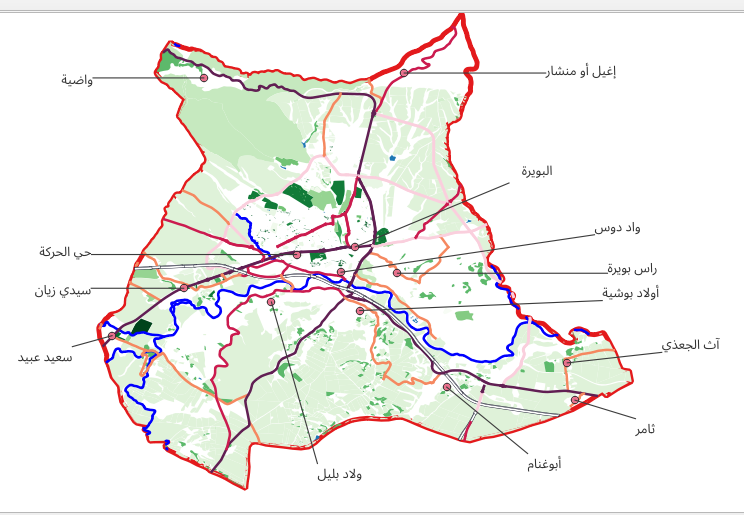 إغيل أو منشار
واضية
البويرة
واد دوس
حي الحركة
راس بويرة
سيدي زيان
أولاد بوشية
آث الجعذي
سعيد عبيد
ثامر
أبوغنام
ولاد بليل